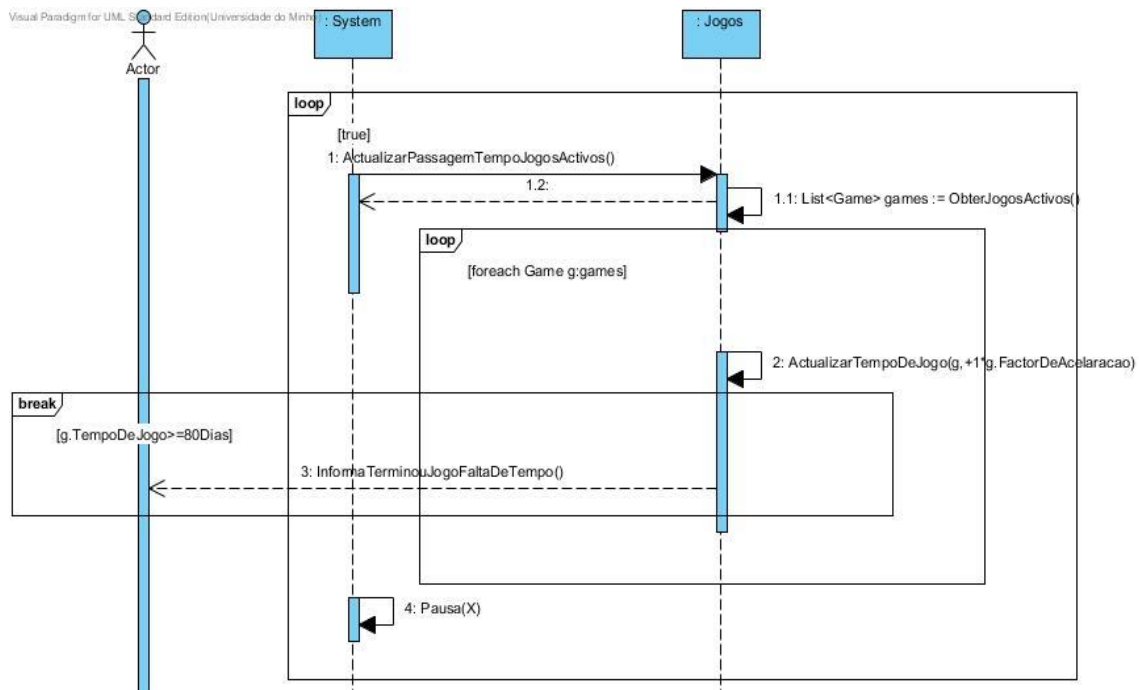 Visual Paradigm for UML Standard Edition(Universidade do Minho)
: System
: Jogos
Actor
loop
[true]
1: ActualizarPassagemTempoJogosActivos()
1.2:
1.1: List<Game> games := ObterJogosActivos()
loop
[foreach Game g:games]
2: ActualizarTempoDeJogo(g,+1*g.FactorDeAcelaracao)
break
[g.TempoDeJogo>=80Dias]
3: InformaTerminouJogoFaltaDeTempo()
4: Pausa(X)